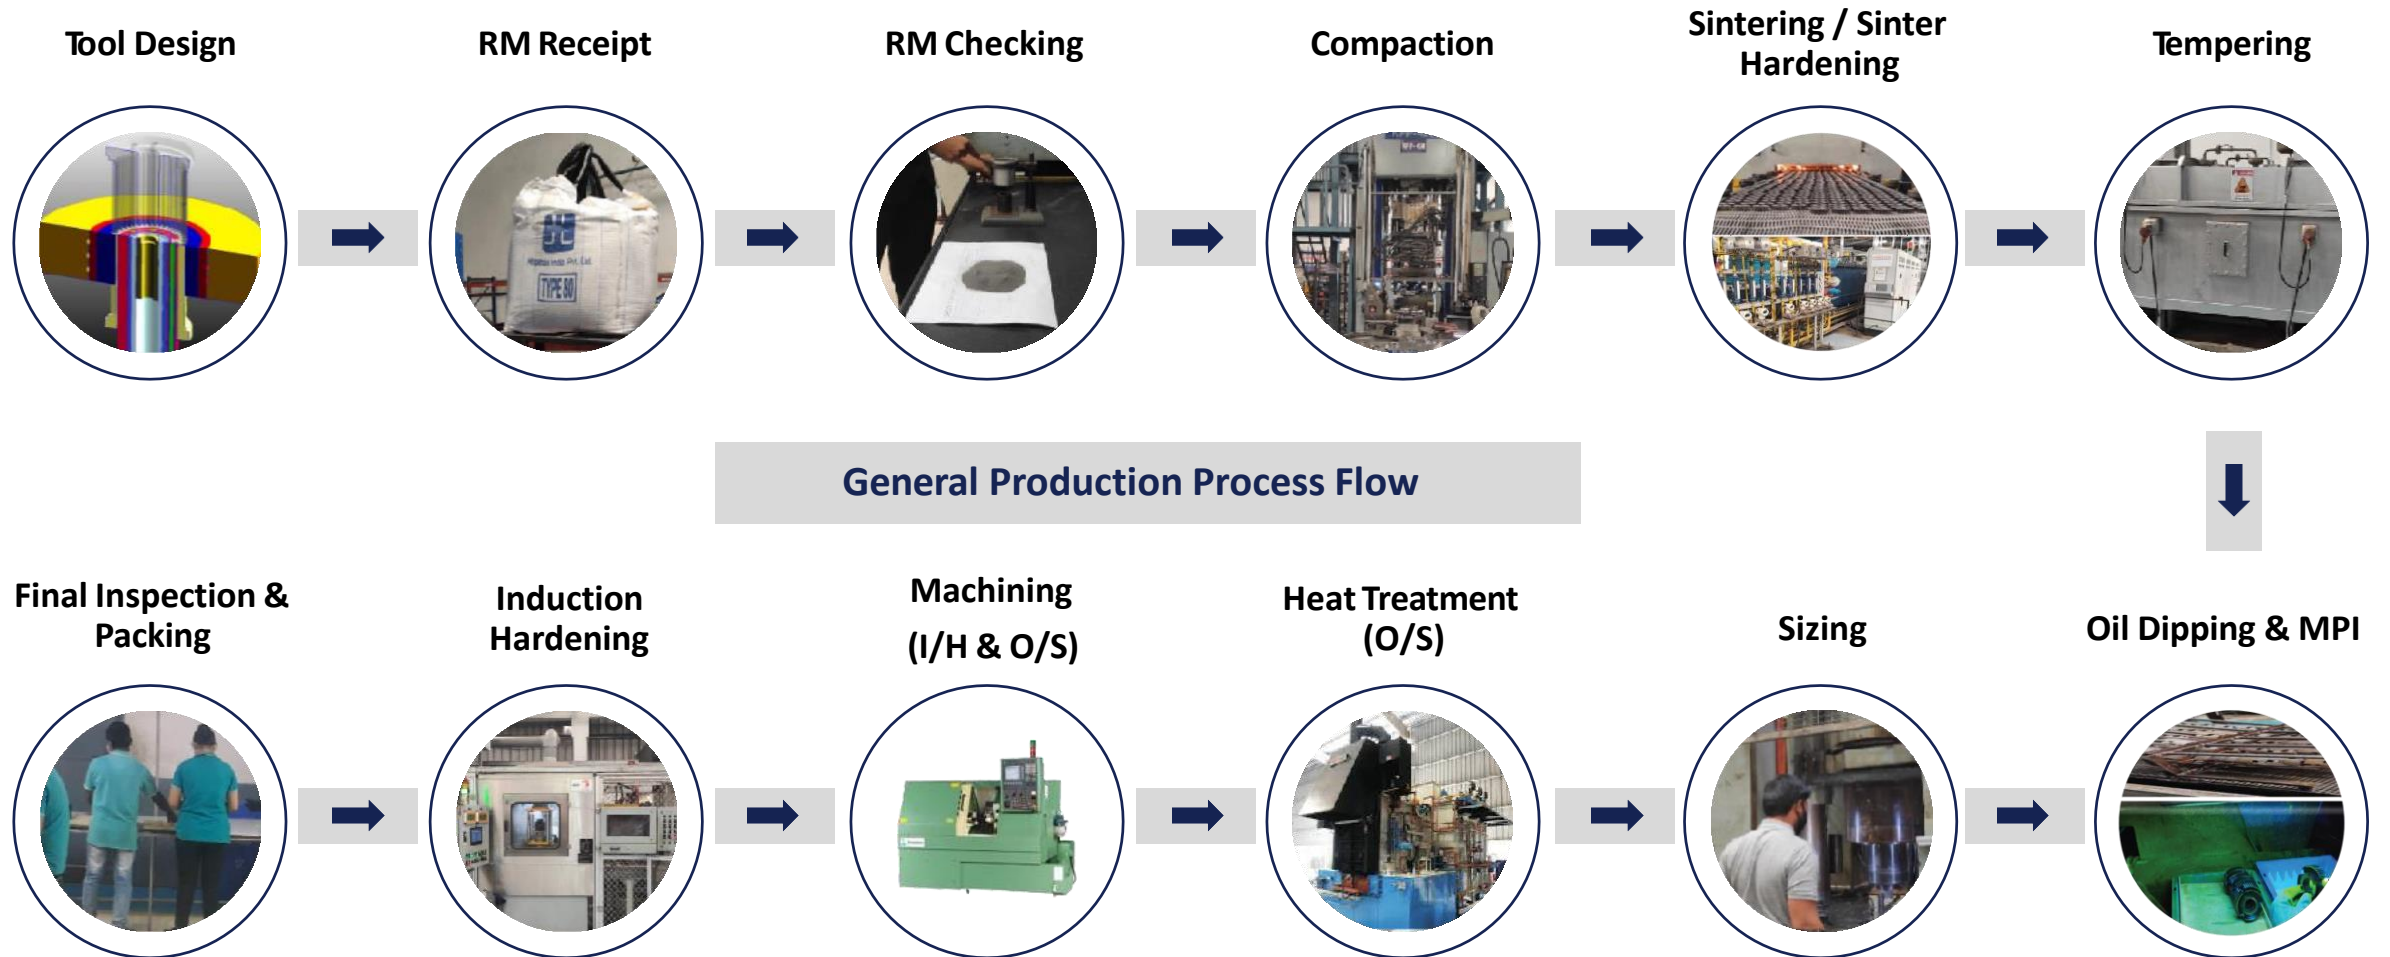 Tool Design
RM Receipt
RM Checking
Compaction
Sintering / Sinter
Hardening
Tempering
TYPE 80
General Production Process Flow
Final Inspection &
Packing
Induction
Hardening
Machining
(I/H & O/S)
Heat Treatment
(O/S)
Sizing
Oil Dipping & MPI